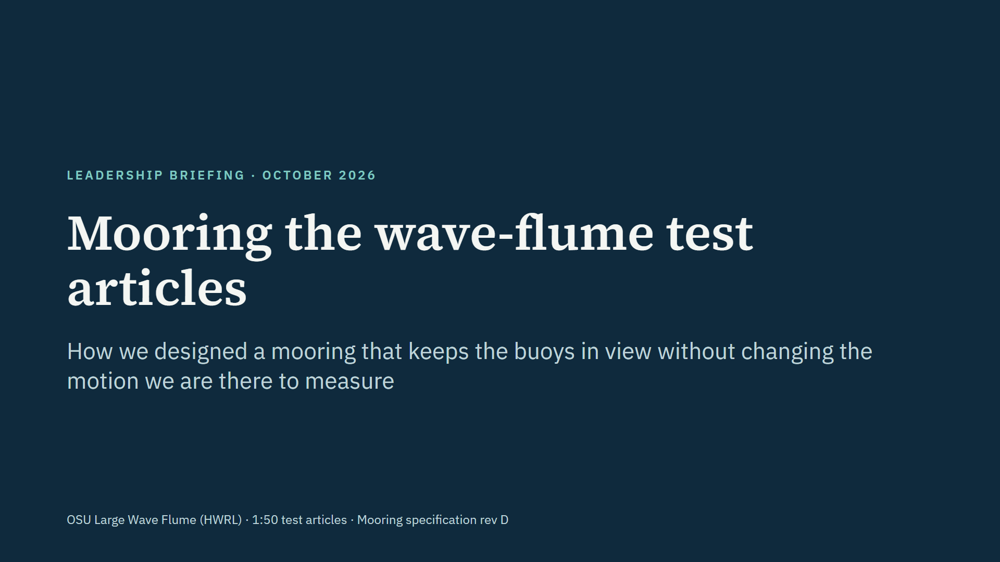 LEADERSHIP BRIEFING · OCTOBER 2026
Mooring the wave-flume test
articles
How we designed a mooring that keeps the buoys in view without changing the
motion we are there to measure
OSU Large Wave Flume (HWRL) · 1:50 test articles · Mooring specification rev D